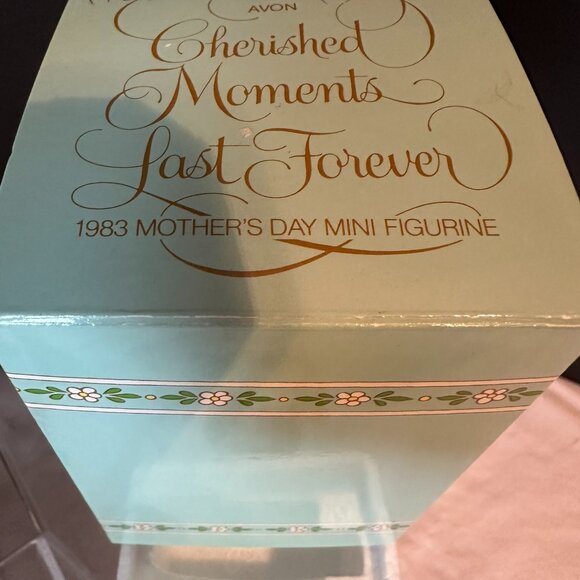 AVON
Cherished
Moments
Last Forever
1983 MOTHER'S DAY MINI FIGURINE